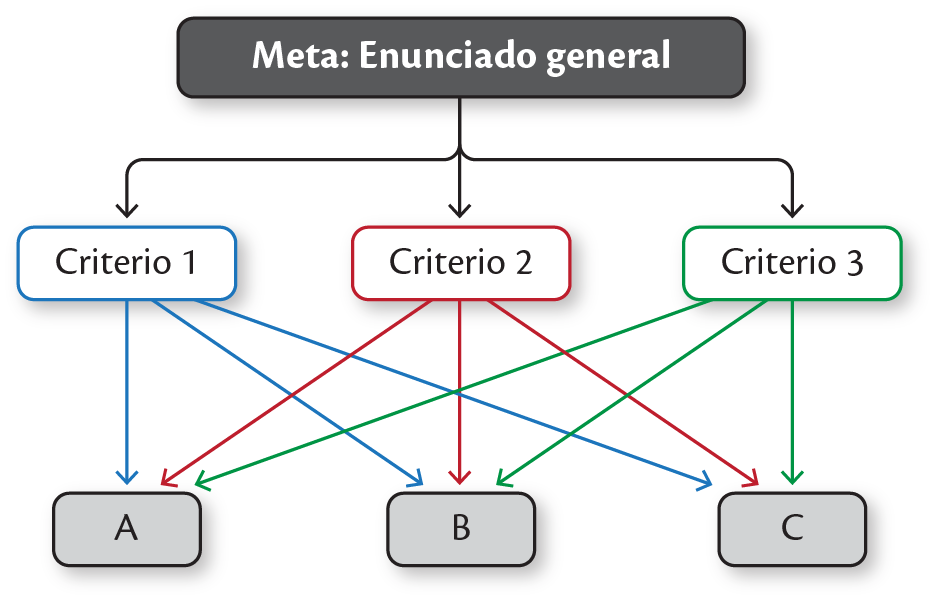 Meta: Enunciado general
Criterio 1
Criterio 2
Criterio 3
A
B
C